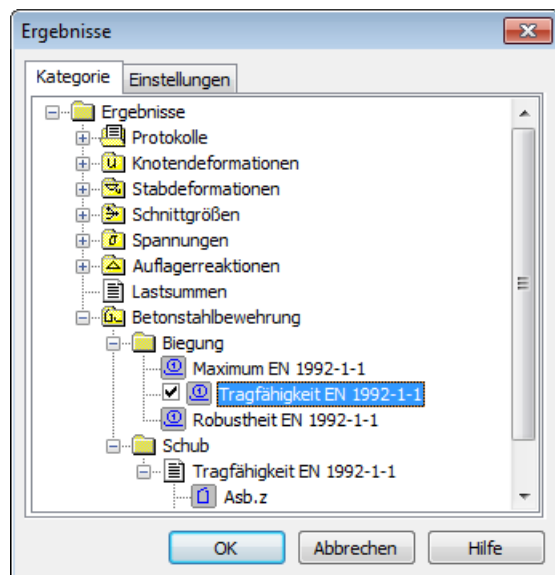 Ergebnisse
Kategorie Einstellungen
Ergebnisse
Protokolle
Knotendeformationen
Stabdeformationen
Schnittgrößen
Spannungen
Auflagerreaktionen
Lastsummen
Betonstahlbewehrung
Biegung
Maximum EN 1992-1-1
Tragfähigkeit EN 1992-1-1
Robustheit EN 1992-1-1
Schub
Tragfähigkeit EN 1992-1-1
Asb.z
OK Abbrechen Hilfe